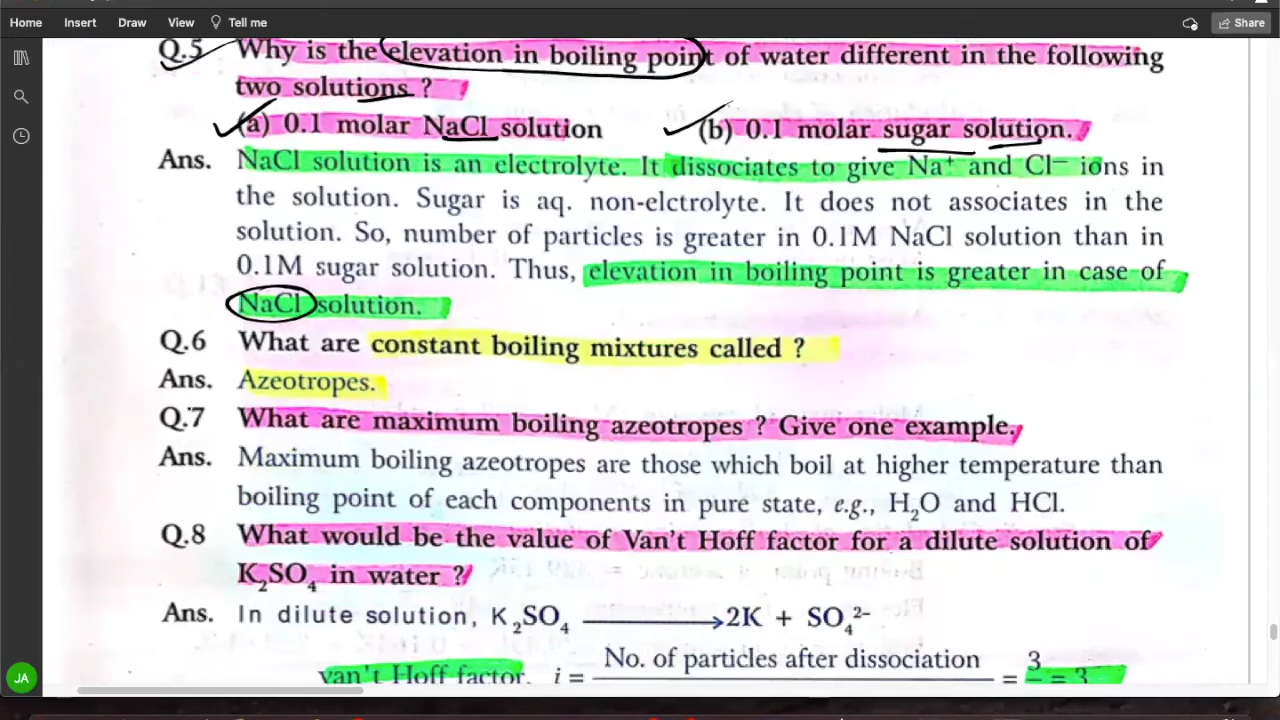 Home Insert Draw View Tell me Share
Q.5 Why is the elevation in boiling point of water different in the following
two solutions ?
(a) 0.1 molar NaCl solution (b) 0.1 molar sugar solution.
Ans. NaCl solution is an electrolyte. It dissociates to give Na⁺ and Cl⁻ ions in
the solution. Sugar is aq. non-elctrolyte. It does not associates in the
solution. So, number of particles is greater in 0.1M NaCl solution than in
0.1M sugar solution. Thus, elevation in boiling point is greater in case of
NaCl solution.
Q.6 What are constant boiling mixtures called ?
Ans. Azeotropes.
Q.7 What are maximum boiling azeotropes ? Give one example.
Ans. Maximum boiling azeotropes are those which boil at higher temperature than
boiling point of each components in pure state, e.g., H₂O and HCl.
Q.8 What would be the value of Van't Hoff factor for a dilute solution of
K₂SO₄ in water ?
Ans. In dilute solution, K₂SO₄ ⟶ 2K + SO₄²⁻
No. of particles after dissociation 3
van't Hoff factor, i = = = 3
JA